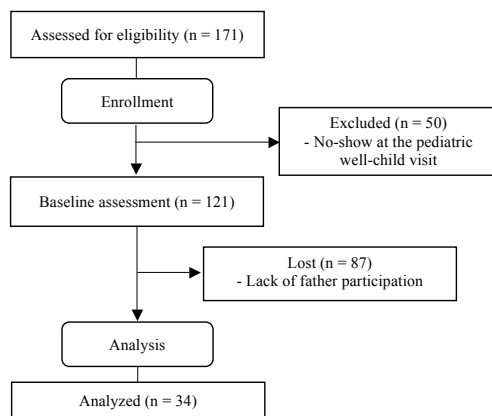 Assessed for eligibility (n = 171)
Enrollment
Excluded (n = 50)
- No-show at the pediatric
well-child visit
Baseline assessment (n = 121)
Lost (n = 87)
- Lack of father participation
Analysis
Analyzed (n = 34)